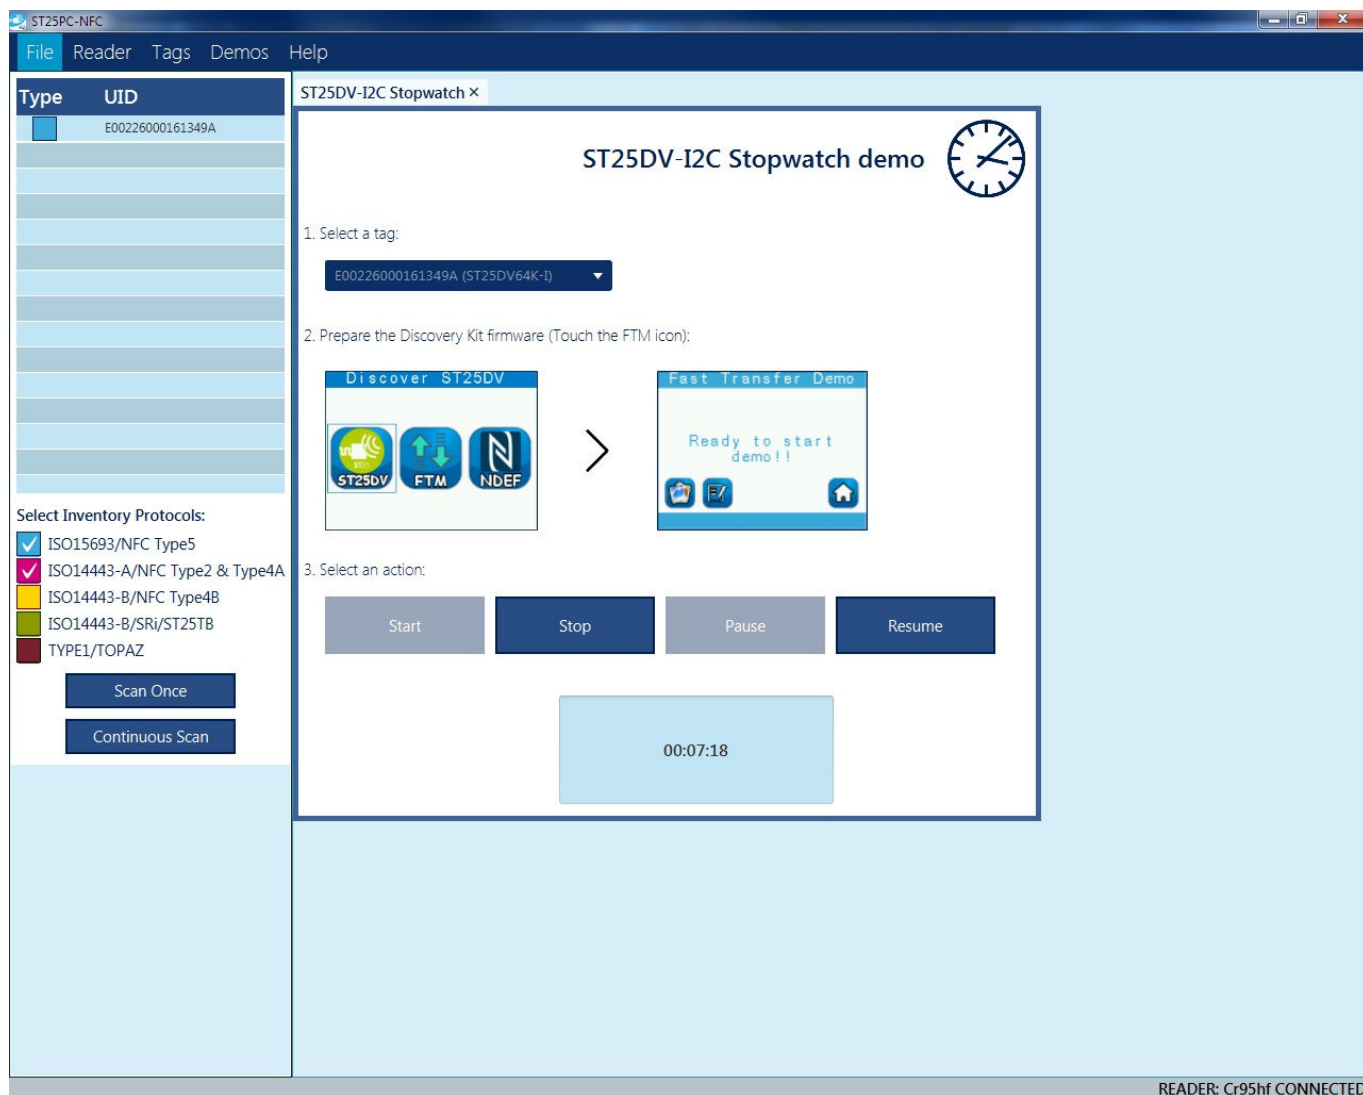 ST25PC-NFC
File Reader Tags Demos Help
Type UID
E00226000161349A
Select Inventory Protocols:
ISO15693/NFC Type5
ISO14443-A/NFC Type2 & Type4A
ISO14443-B/NFC Type4B
ISO14443-B/SRi/ST25TB
TYPE1/TOPAZ
Scan Once
Continuous Scan
ST25DV-I2C Stopwatch ×
ST25DV-I2C Stopwatch demo
1. Select a tag:
E00226000161349A (ST25DV64K-I)
2. Prepare the Discovery Kit firmware (Touch the FTM icon):
Discover ST25DV
ST25
ST25DV FTM NDEF
Fast Transfer Demo
Ready to start
demo!!
3. Select an action:
Start Stop Pause Resume
00:07:18
READER: Cr95hf CONNECTED